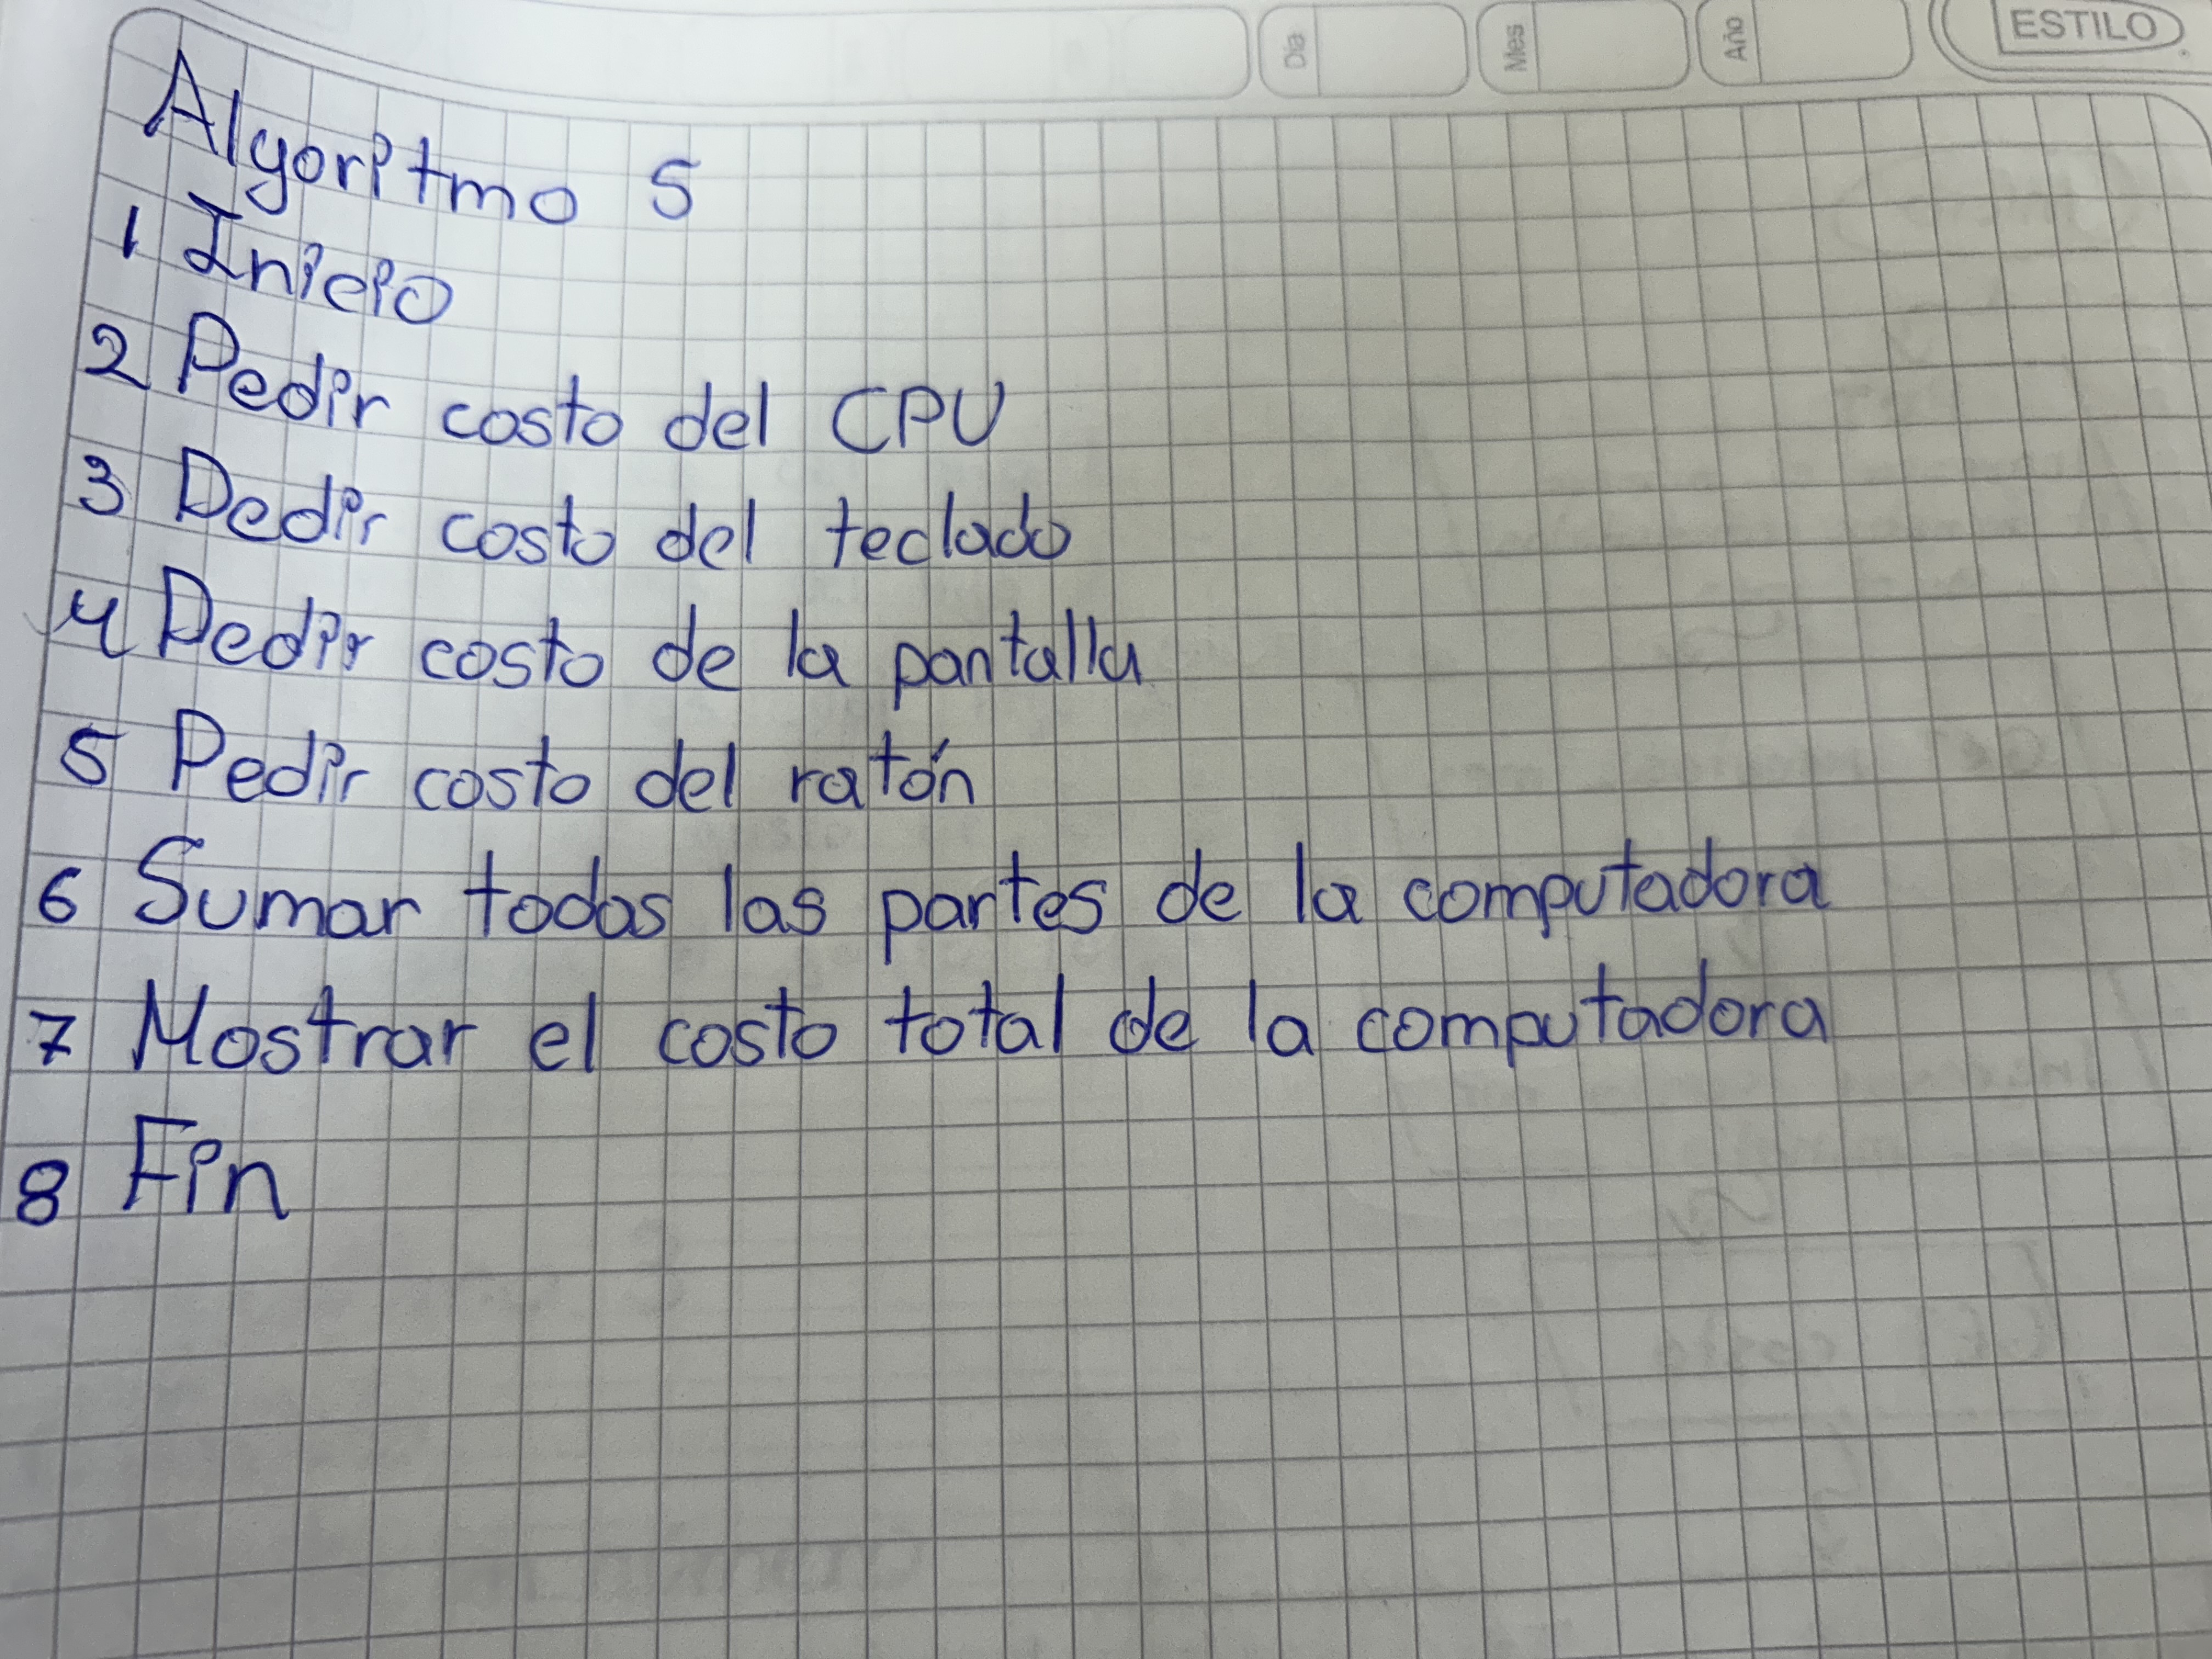 Día
Mes
Año
ESTILO
Algoritmo 5
1 Inicio
2 Pedir costo del CPU
3 Pedir costo del teclado
4 Pedir costo de la pantalla
5 Pedir costo del ratón
6 Sumar todas las partes de la computadora
7 Mostrar el costo total de la computadora
8 Fin